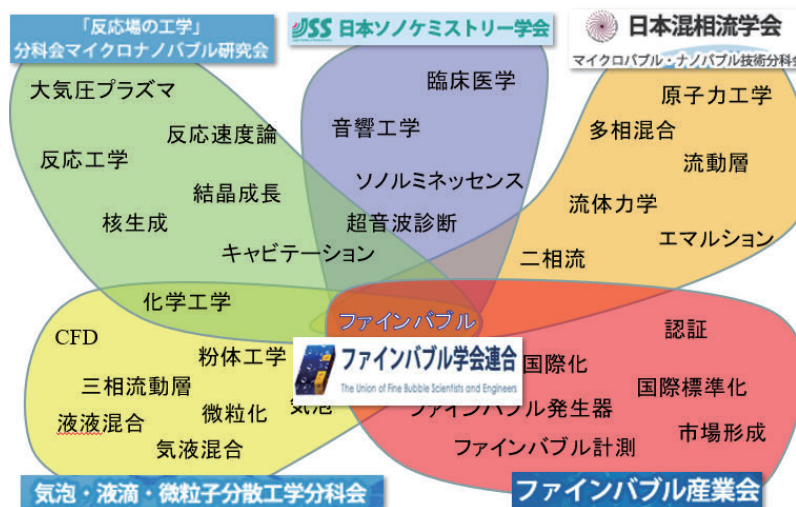 「反応場の工学」
分科会マイクロナノバブル研究会
JSS 日本ソノケミストリー学会
日本混相流学会
マイクロバブル・ナノバブル技術分科会
大気圧プラズマ
反応速度論
反応工学
結晶成長
核生成
キャビテーション
臨床医学
音響工学
ソノルミネッセンス
超音波診断
原子力工学
多相混合
流動層
流体力学
エマルション
二相流
化学工学
CFD
粉体工学
三相流動層
液液混合
微粒化
気泡
気液混合
ファインバブル
ファインバブル学会連合
The Union of Fine Bubble Scientists and Engineers
認証
国際化
国際標準化
ファインバブル発生器
市場形成
ファインバブル計測
気泡・液滴・微粒子分散工学分科会
ファインバブル産業会